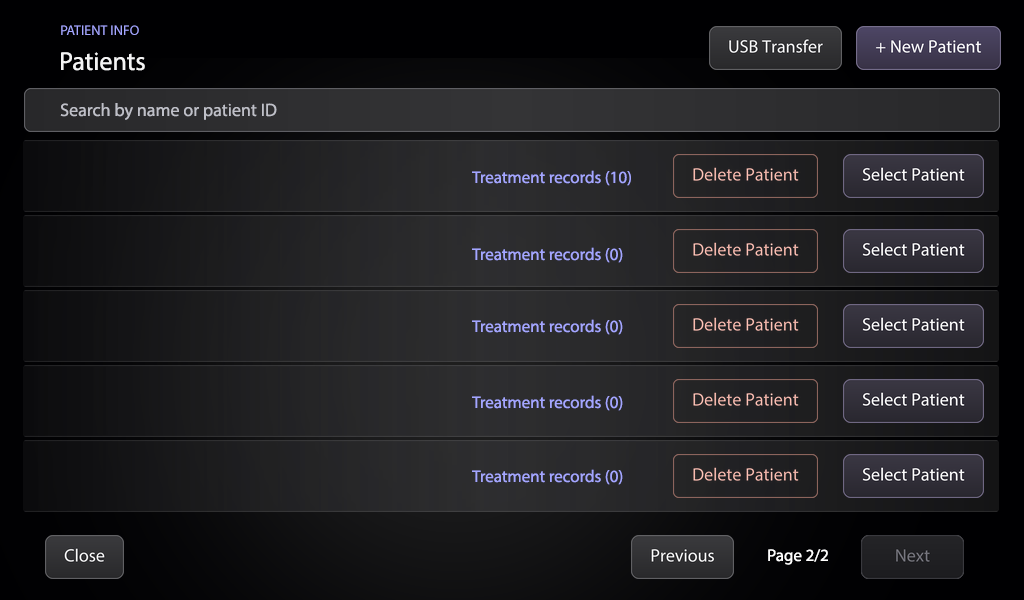 PATIENT INFO
Patients
USB Transfer
+ New Patient
Search by name or patient ID
Treatment records (10)
Delete Patient
Select Patient
Treatment records (0)
Delete Patient
Select Patient
Treatment records (0)
Delete Patient
Select Patient
Treatment records (0)
Delete Patient
Select Patient
Treatment records (0)
Delete Patient
Select Patient
Close
Previous
Page 2/2
Next